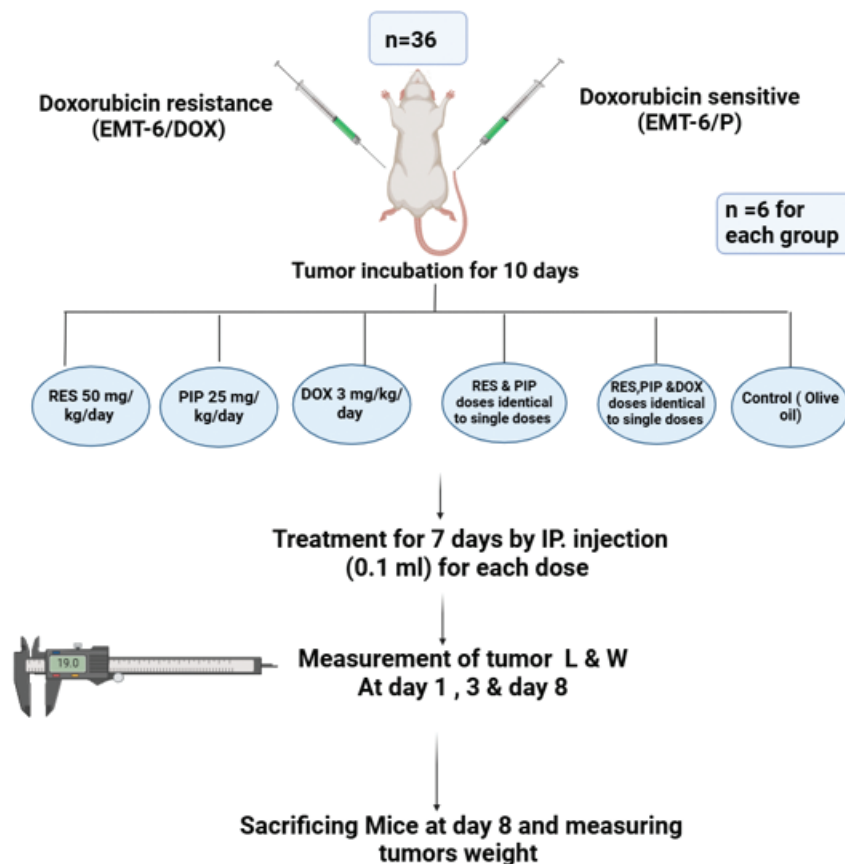 n=36
Doxorubicin resistance
(EMT-6/DOX)
Doxorubicin sensitive
(EMT-6/P)
n =6 for
each group
Tumor incubation for 10 days
RES 50 mg/
kg/day
PIP 25 mg/
kg/day
DOX 3 mg/kg/
day
RES & PIP
doses identical
to single doses
RES,PIP &DOX
doses identical
to single doses
Control ( Olive
oil)
Treatment for 7 days by IP. injection
(0.1 ml) for each dose
19.0
Measurement of tumor L & W
At day 1 , 3 & day 8
Sacrificing Mice at day 8 and measuring
tumors weight